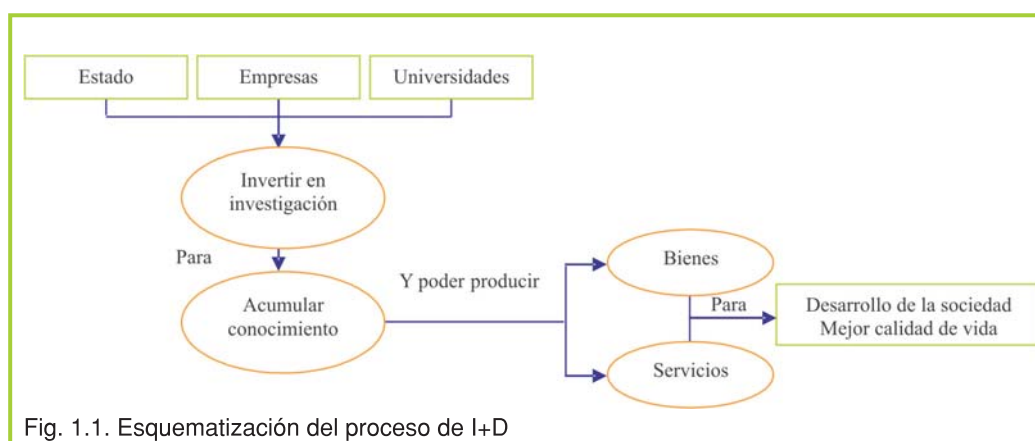 Estado
Empresas
Universidades
Invertir en
investigación
Para
Acumular
conocimiento
Y poder producir
Bienes
Servicios
Para
Desarrollo de la sociedad
Mejor calidad de vida
Fig. 1.1. Esquematización del proceso de I+D